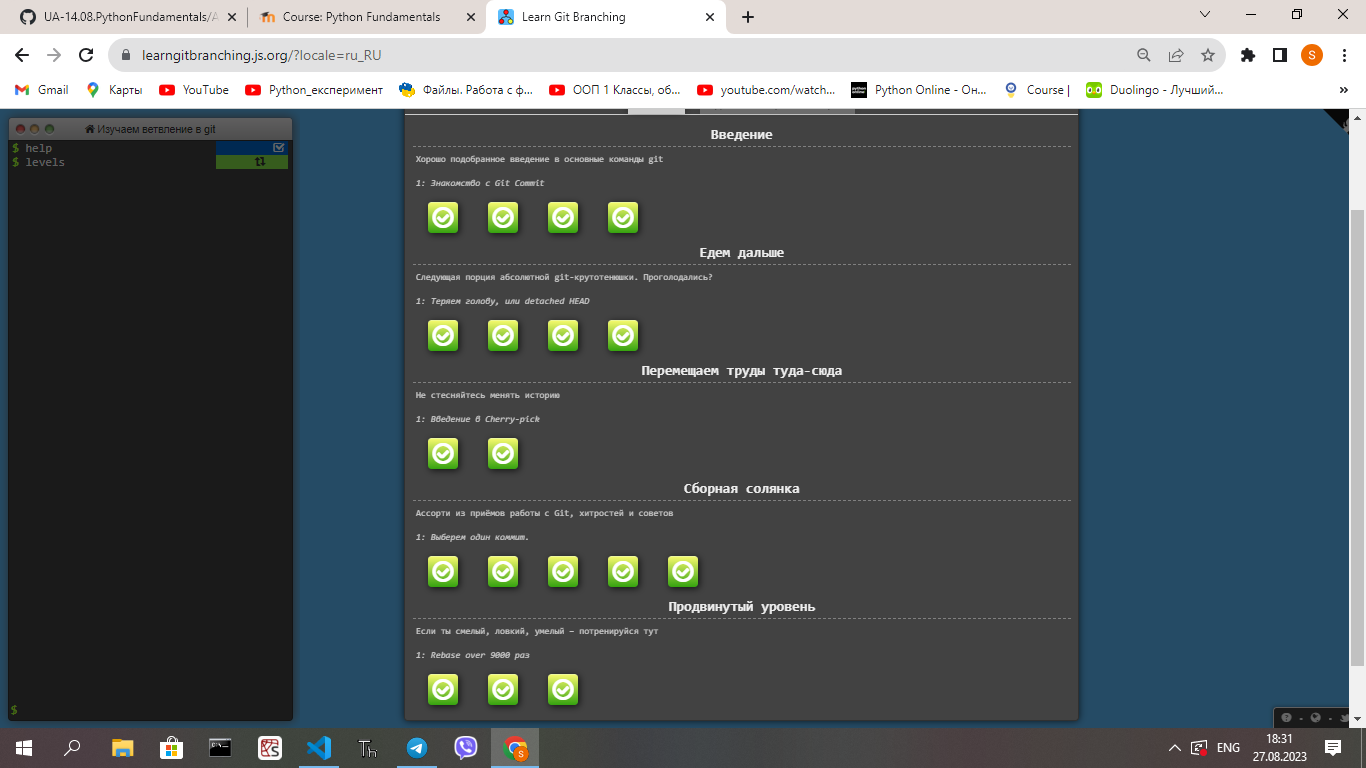 UA-14.08.PythonFundamentals/A
Course: Python Fundamentals
Learn Git Branching
learngitbranching.js.org/?locale=ru_RU
S
Gmail
Карты
YouTube
Python_експеримент
Файлы. Работа с ф...
ООП 1 Классы, об...
youtube.com/watch...
Python Online - Он...
Course |
Duolingo - Лучший...
»
Изучаем ветвление в git
$ help
$ levels
$
Введение
Хорошо подобранное введение в основные команды git
1: Знакомство с Git Commit
Едем дальше
Следующая порция абсолютной git-крутотенюшки. Проголодались?
1: Теряем голову, или detached HEAD
Перемещаем труды туда-сюда
Не стесняйтесь менять историю
1: Введение в Cherry-pick
Сборная солянка
Ассорти из приёмов работы с Git, хитростей и советов
1: Выберем один коммит.
Продвинутый уровень
Если ты смелый, ловкий, умелый – потренируйся тут
1: Rebase over 9000 раз
Th
S
ENG
18:31
27.08.2023